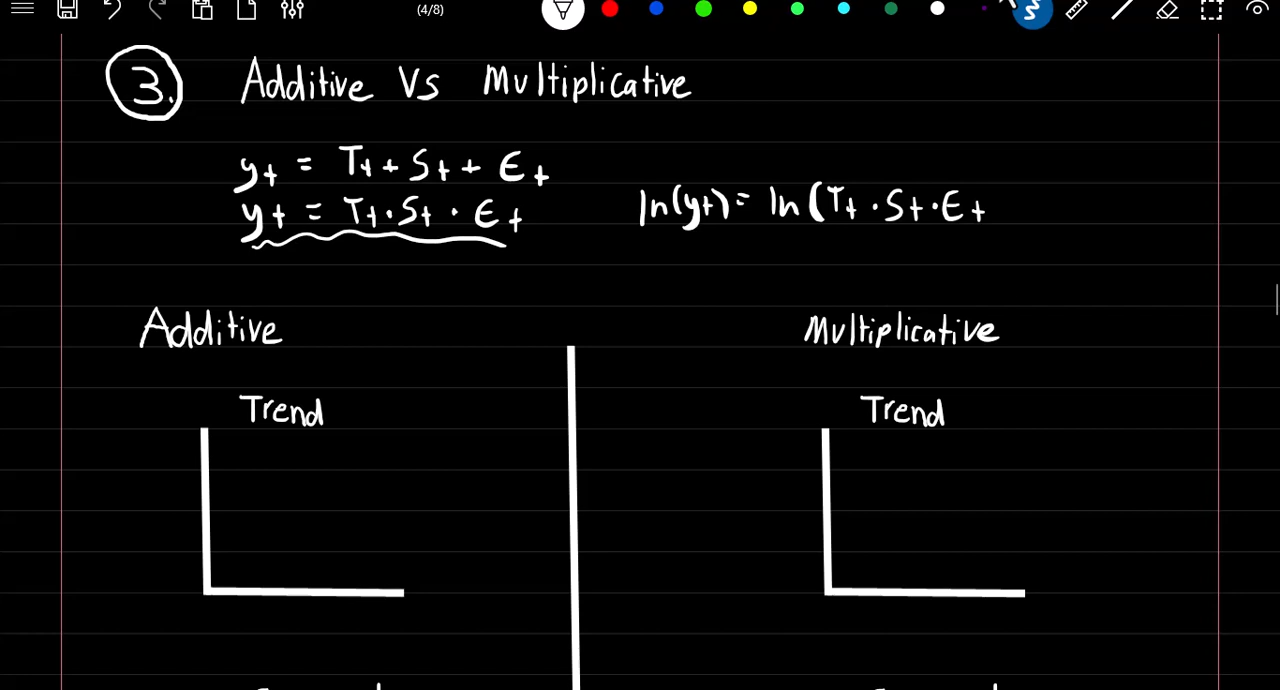 (4/8)
3. Additive Vs Multiplicative
yt = Tt + St + Et
yt = Tt · St · Et
ln(yt) = ln(Tt · St · Et
Additive
Multiplicative
Trend
Trend